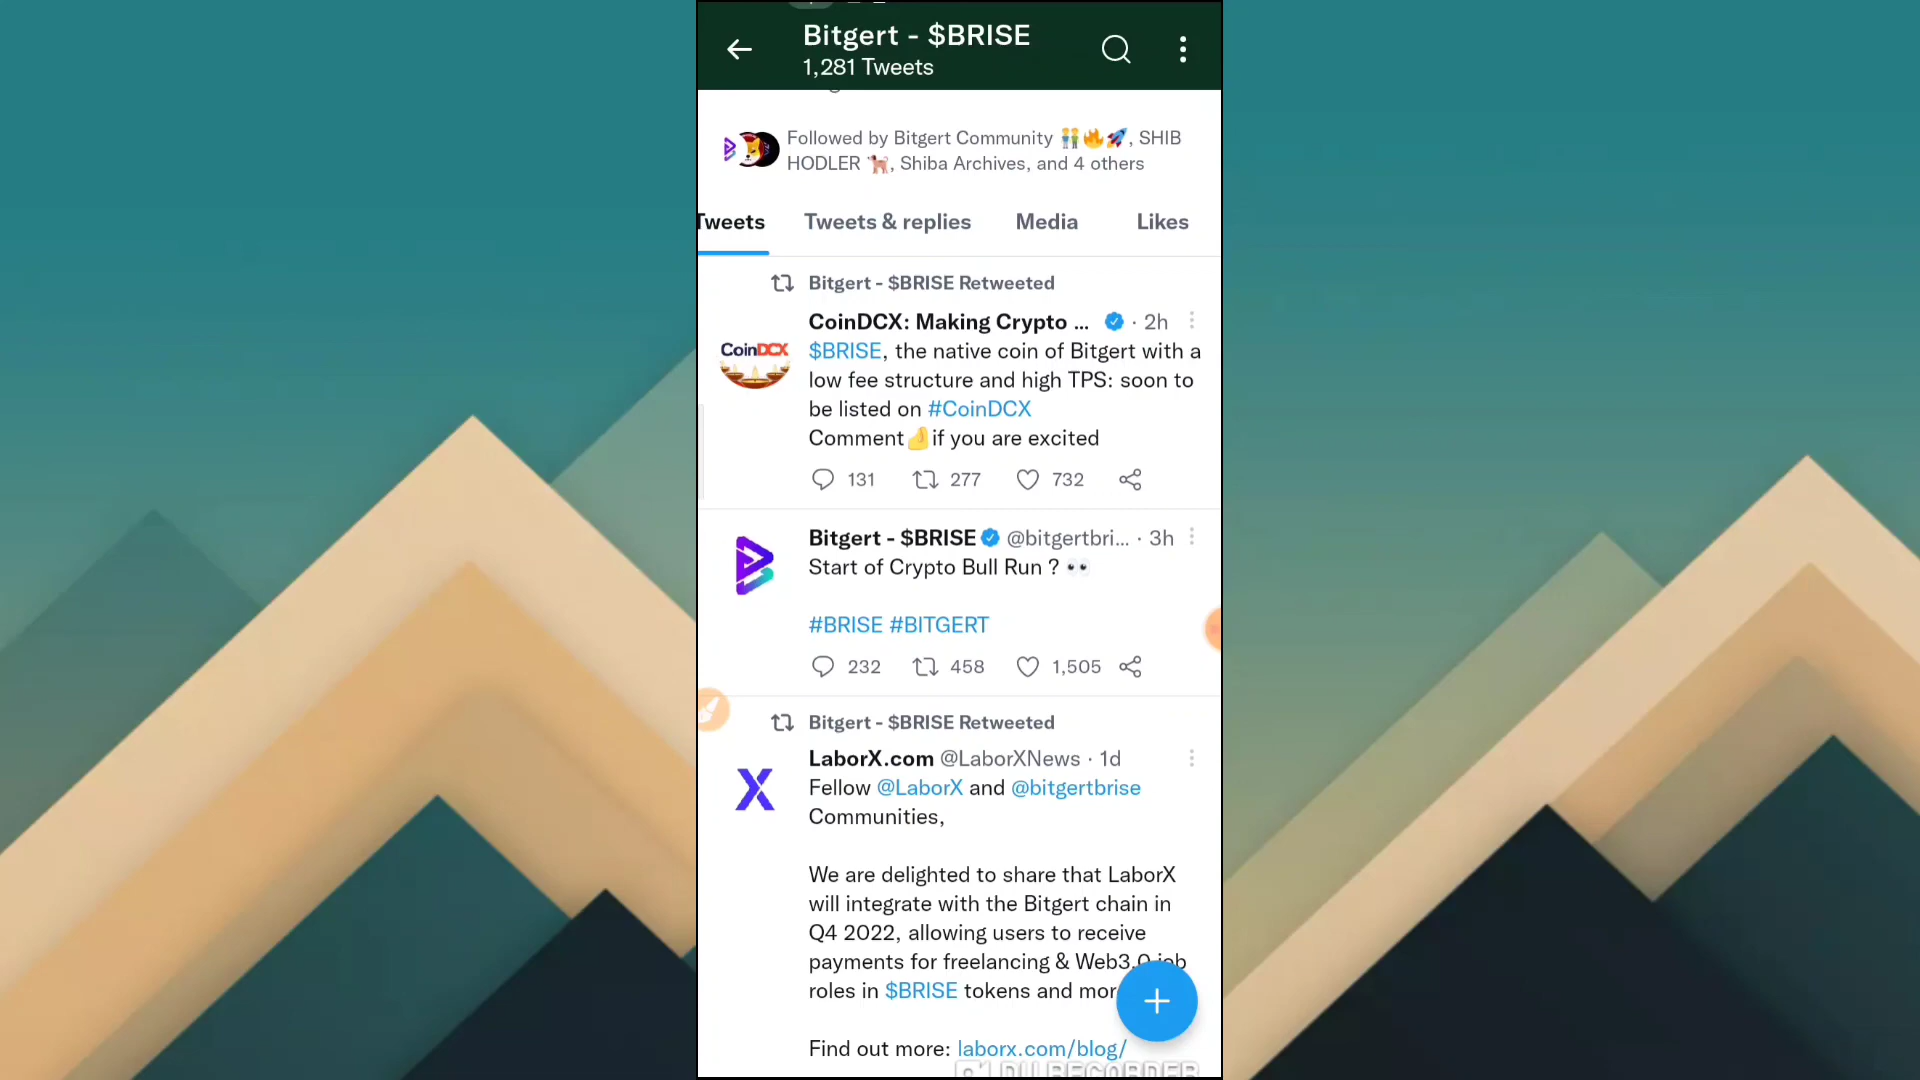 Bitgert - $BRISE
1,281 Tweets
Followed by Bitgert Community 👬🔥🚀, SHIB
HODLER 🐕, Shiba Archives, and 4 others
Tweets Tweets & replies Media Likes
Bitgert - $BRISE Retweeted
CoinDCX: Making Crypto ... · 2h
CoinDCX
$BRISE, the native coin of Bitgert with a
low fee structure and high TPS: soon to
be listed on #CoinDCX
Comment🫰if you are excited
131 277 732
Bitgert - $BRISE @bitgertbri... · 3h
Start of Crypto Bull Run ? 👀
#BRISE #BITGERT
232 458 1,505
Bitgert - $BRISE Retweeted
LaborX.com @LaborXNews · 1d
Fellow @LaborX and @bitgertbrise
Communities,
We are delighted to share that LaborX
will integrate with the Bitgert chain in
Q4 2022, allowing users to receive
payments for freelancing & Web3.0 job
roles in $BRISE tokens and mor
Find out more: laborx.com/blog/
DU RECORDER